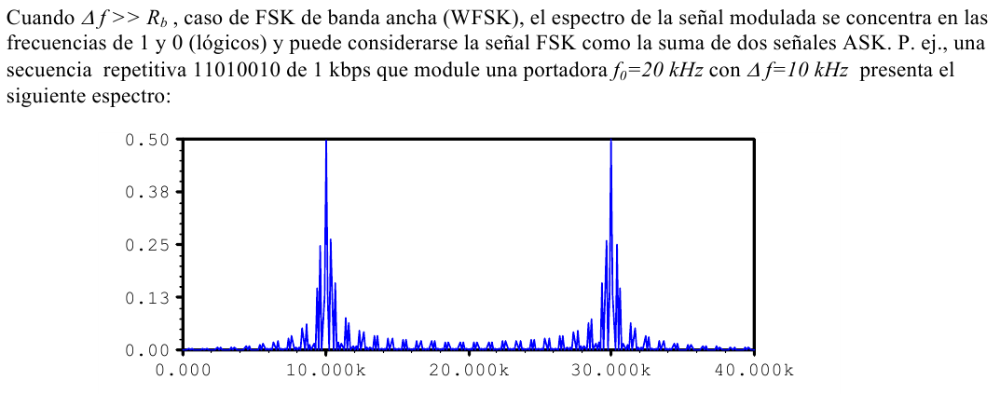 Cuando Δf >> Rb , caso de FSK de banda ancha (WFSK), el espectro de la señal modulada se concentra en las
frecuencias de 1 y 0 (lógicos) y puede considerarse la señal FSK como la suma de dos señales ASK. P. ej., una
secuencia repetitiva 11010010 de 1 kbps que module una portadora f0=20 kHz con Δf=10 kHz presenta el
siguiente espectro:
0.50
0.38
0.25
0.13
0.00
0.000 10.000k 20.000k 30.000k 40.000k